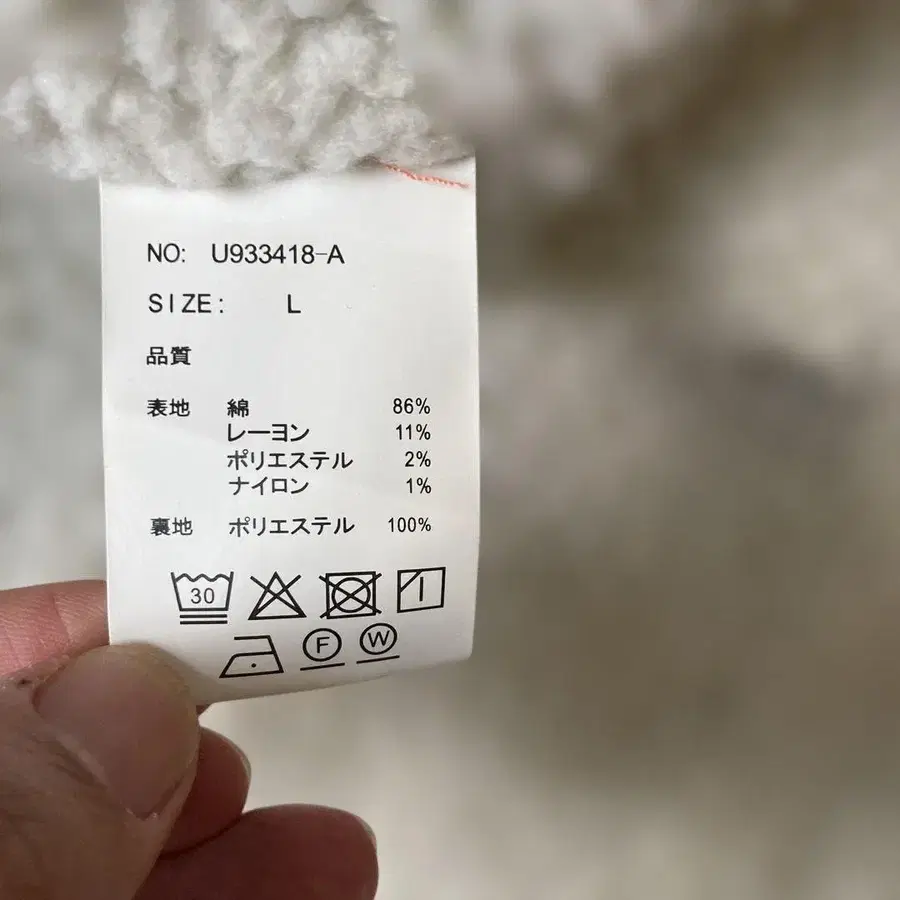 NO: U933418-A
SIZE: L
品質
表地 綿 86%
レーヨン 11%
ポリエステル 2%
ナイロン 1%
裏地 ポリエステル 100%
30
F W